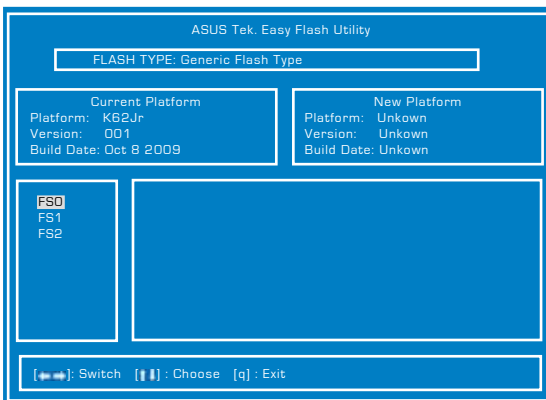 ASUS Tek. Easy Flash Utility
FLASH TYPE: Generic Flash Type
Current Platform
Platform: K62Jr
Version: 001
Build Date: Oct 8 2009
New Platform
Platform: Unkown
Version: Unkown
Build Date: Unkown
FS0
FS1
FS2
[←→]: Switch [↑↓] : Choose [q] : Exit